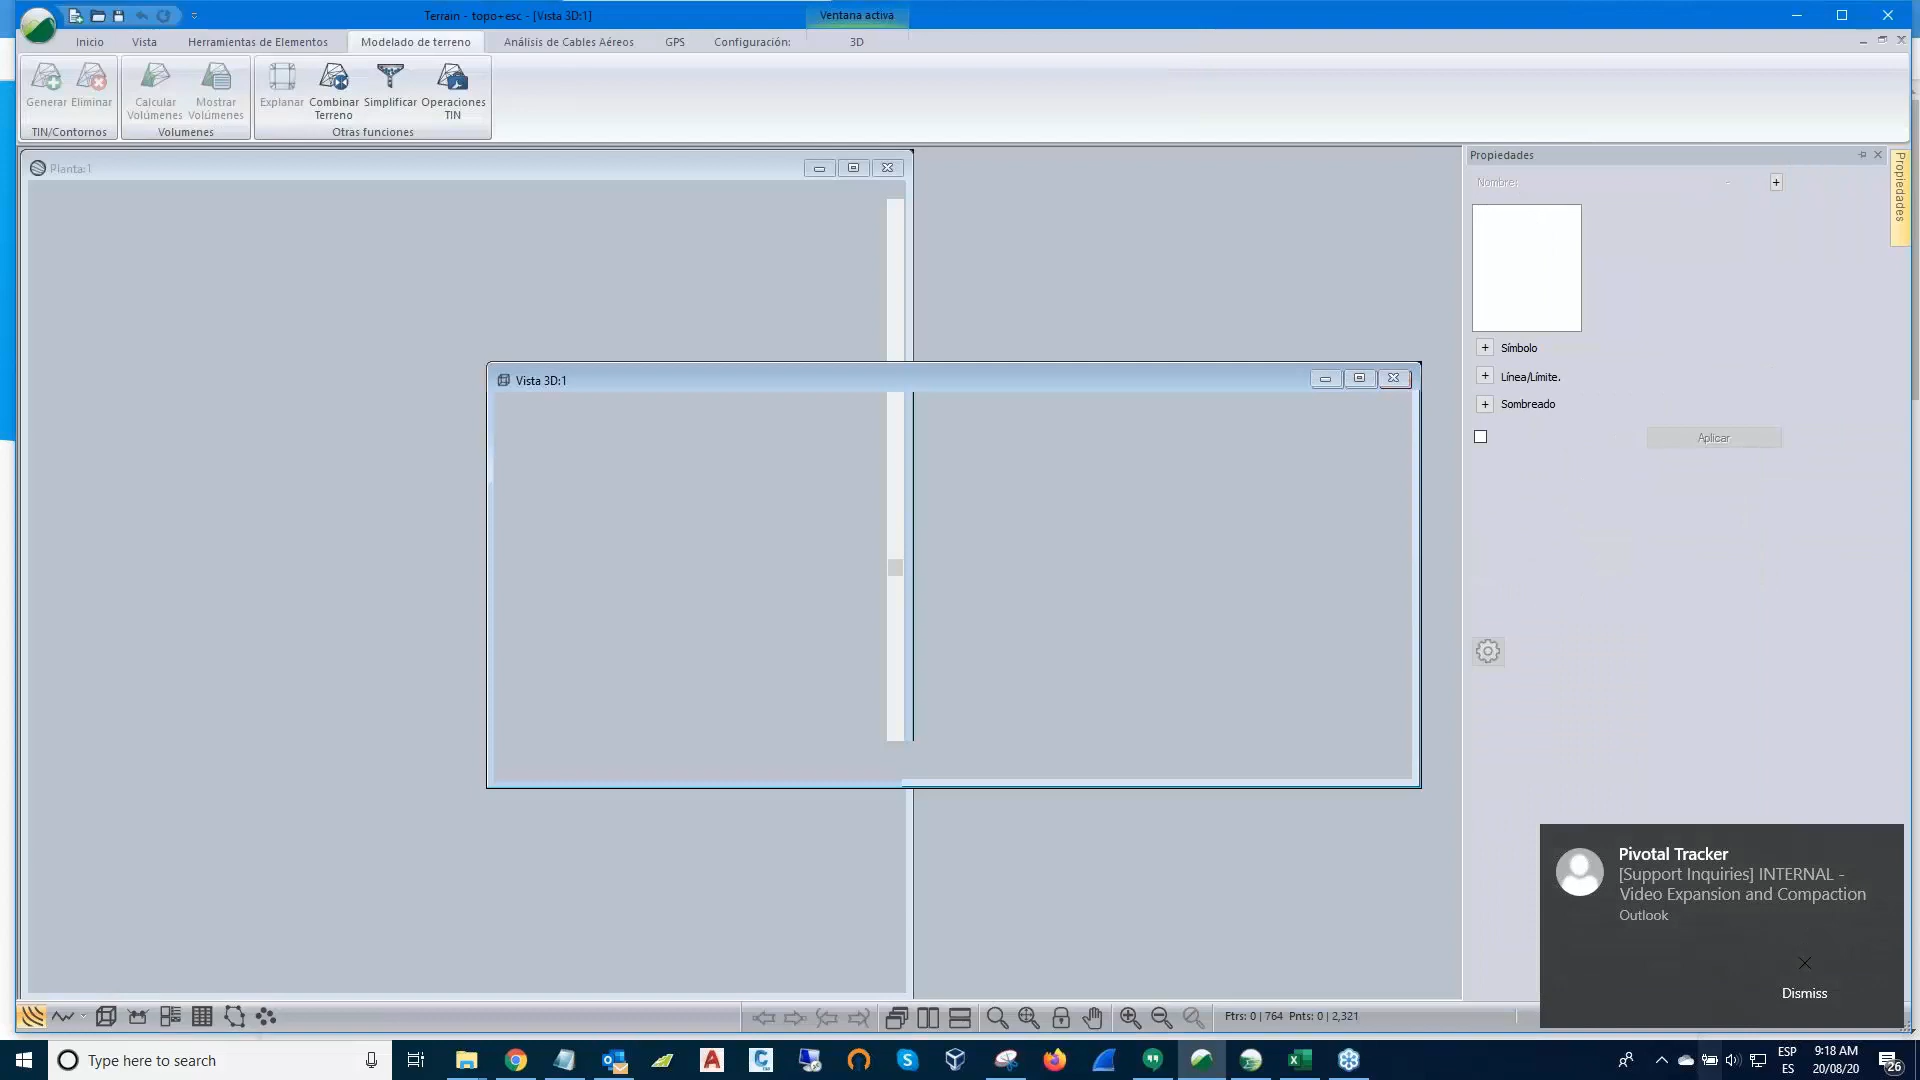 Terrain - topo+esc - [Vista 3D:1]
Ventana activa
Inicio
Vista
Herramientas de Elementos
Modelado de terreno
Análisis de Cables Aéreos
GPS
Configuración:
3D
Generar
Eliminar
Calcular Volúmenes
Mostrar Volúmenes
Explanar
Combinar Terreno
Simplificar
Operaciones TIN
TIN/Contornos
Volumenes
Otras funciones
Planta:1
Vista 3D:1
Propiedades
Nombre:
Propiedades
Símbolo
Línea/Límite.
Sombreado
Aplicar
Pivotal Tracker
[Support Inquiries] INTERNAL -
Video Expansion and Compaction
Outlook
Dismiss
Ftrs: 0 | 764 Pnts: 0 | 2,321
Type here to search
ESP
ES
9:18 AM
20/08/20
26